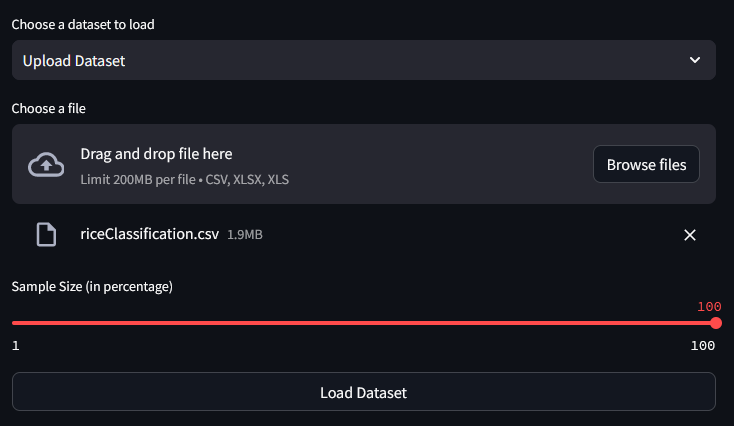 Choose a dataset to load
Upload Dataset
Choose a file
Drag and drop file here
Limit 200MB per file • CSV, XLSX, XLS
Browse files
riceClassification.csv 1.9MB
Sample Size (in percentage)
100
1 100
Load Dataset